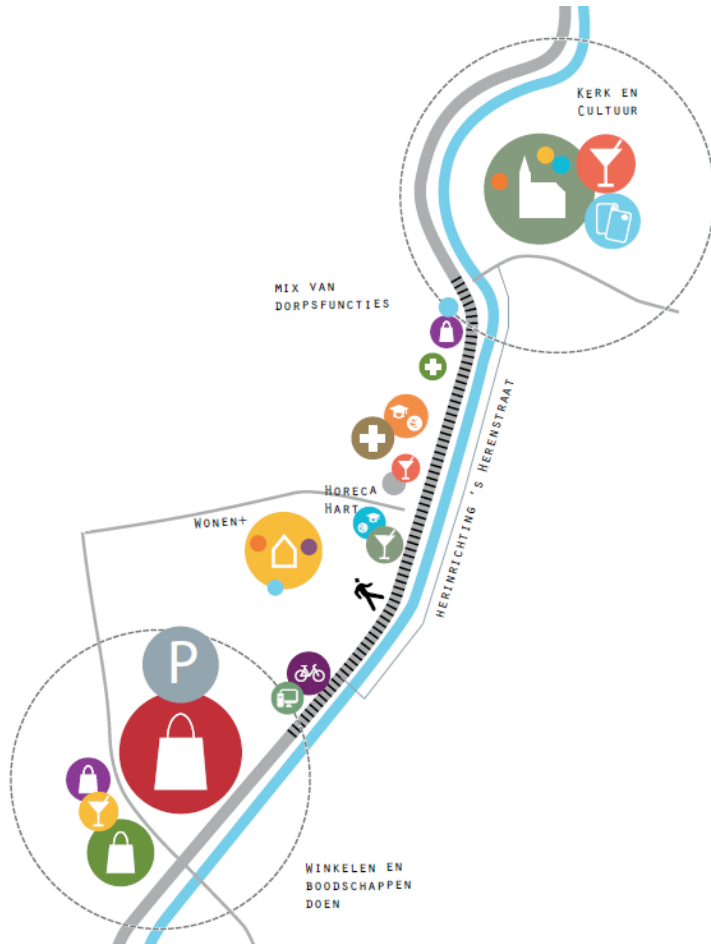 Kerk en
Cultuur
mix van
dorpsfuncties
Herinrichting 's Herenstraat
Horeca
Hart
Wonen+
P
Winkelen en
boodschappen
doen